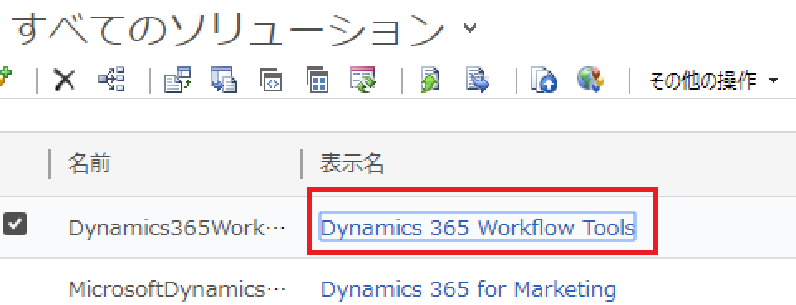 すべてのソリューション
その他の操作
名前 表示名
Dynamics365Work… Dynamics 365 Workflow Tools
MicrosoftDynamics… Dynamics 365 for Marketing